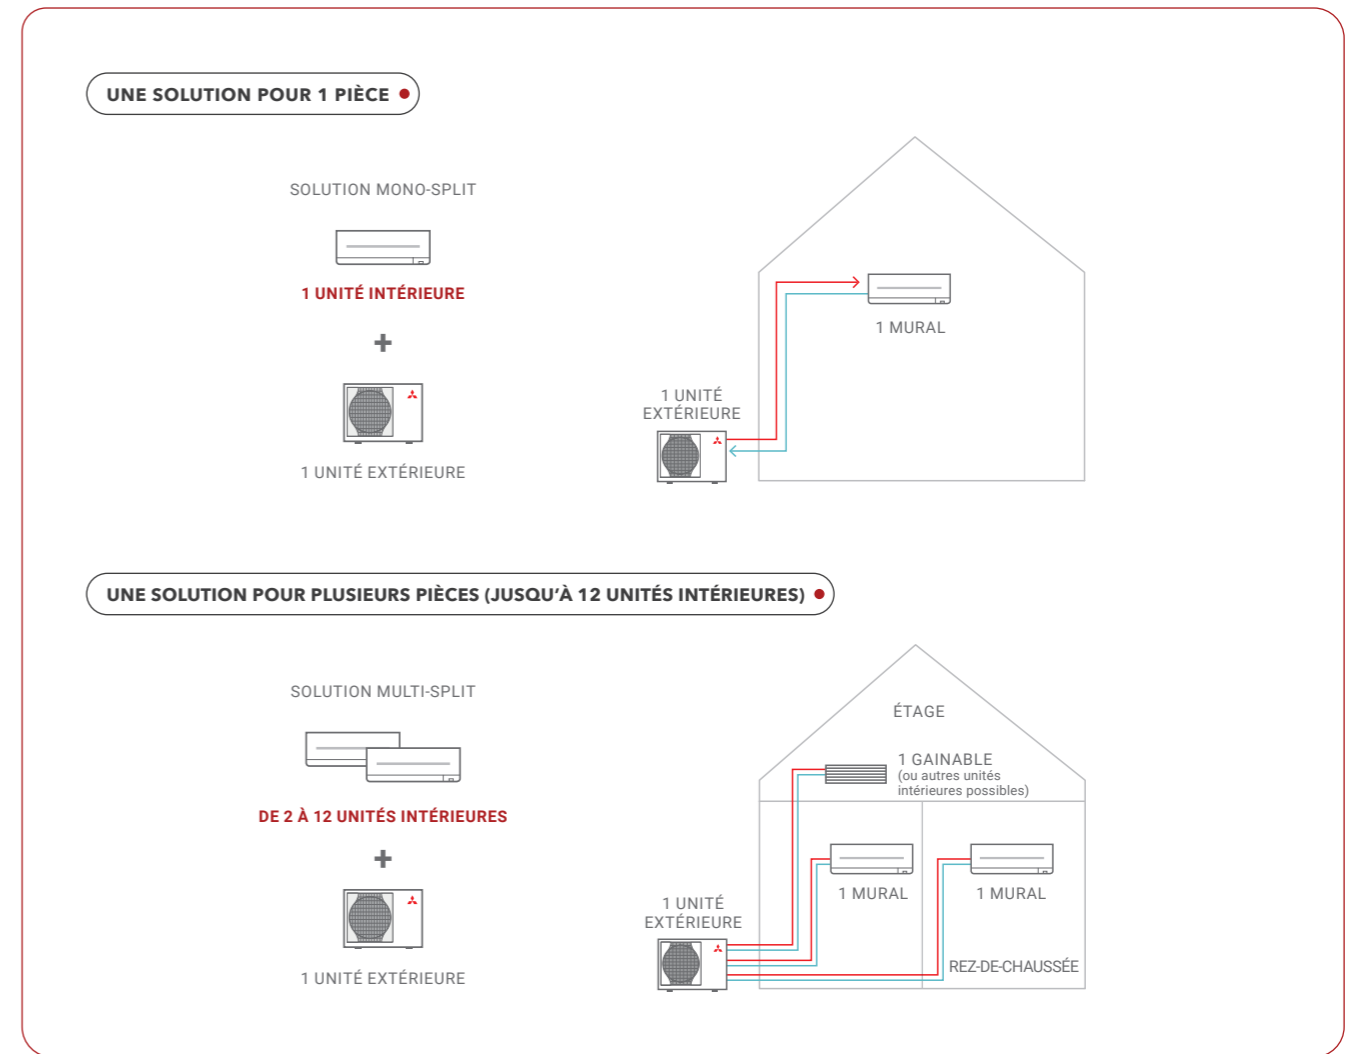 UNE SOLUTION POUR 1 PIÈCE
SOLUTION MONO-SPLIT
1 UNITÉ INTÉRIEURE
+
1 UNITÉ EXTÉRIEURE
1 MURAL
1 UNITÉ
EXTÉRIEURE
UNE SOLUTION POUR PLUSIEURS PIÈCES (JUSQU’À 12 UNITÉS INTÉRIEURES)
SOLUTION MULTI-SPLIT
DE 2 À 12 UNITÉS INTÉRIEURES
+
1 UNITÉ EXTÉRIEURE
ÉTAGE
1 GAINABLE
(ou autres unités
intérieures possibles)
1 MURAL
1 MURAL
1 UNITÉ
EXTÉRIEURE
REZ-DE-CHAUSSÉE